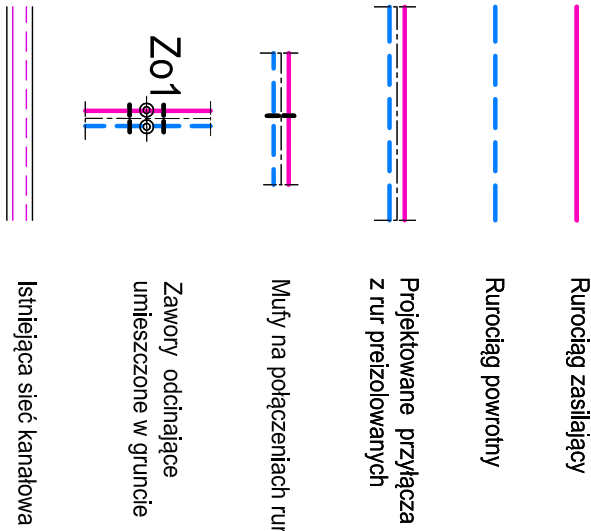 Rurociąg zasilający
Rurociąg powrotny
Projektowane przyłącza
z rur preizolowanych
Mufy na połączeniach rur
Zo1
Zawory odcinające
umieszczone w gruncie
Istniejąca sieć kanałowa